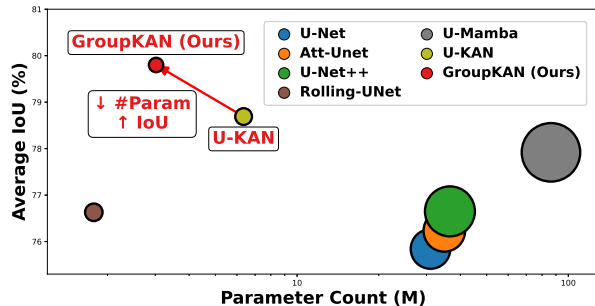 GroupKAN (Ours)
↓ #Param
↑ IoU
U-KAN
U-Net
Att-Unet
U-Net++
Rolling-UNet
U-Mamba
U-KAN
GroupKAN (Ours)
Average IoU (%)
81
80
79
78
77
76
10
100
Parameter Count (M)